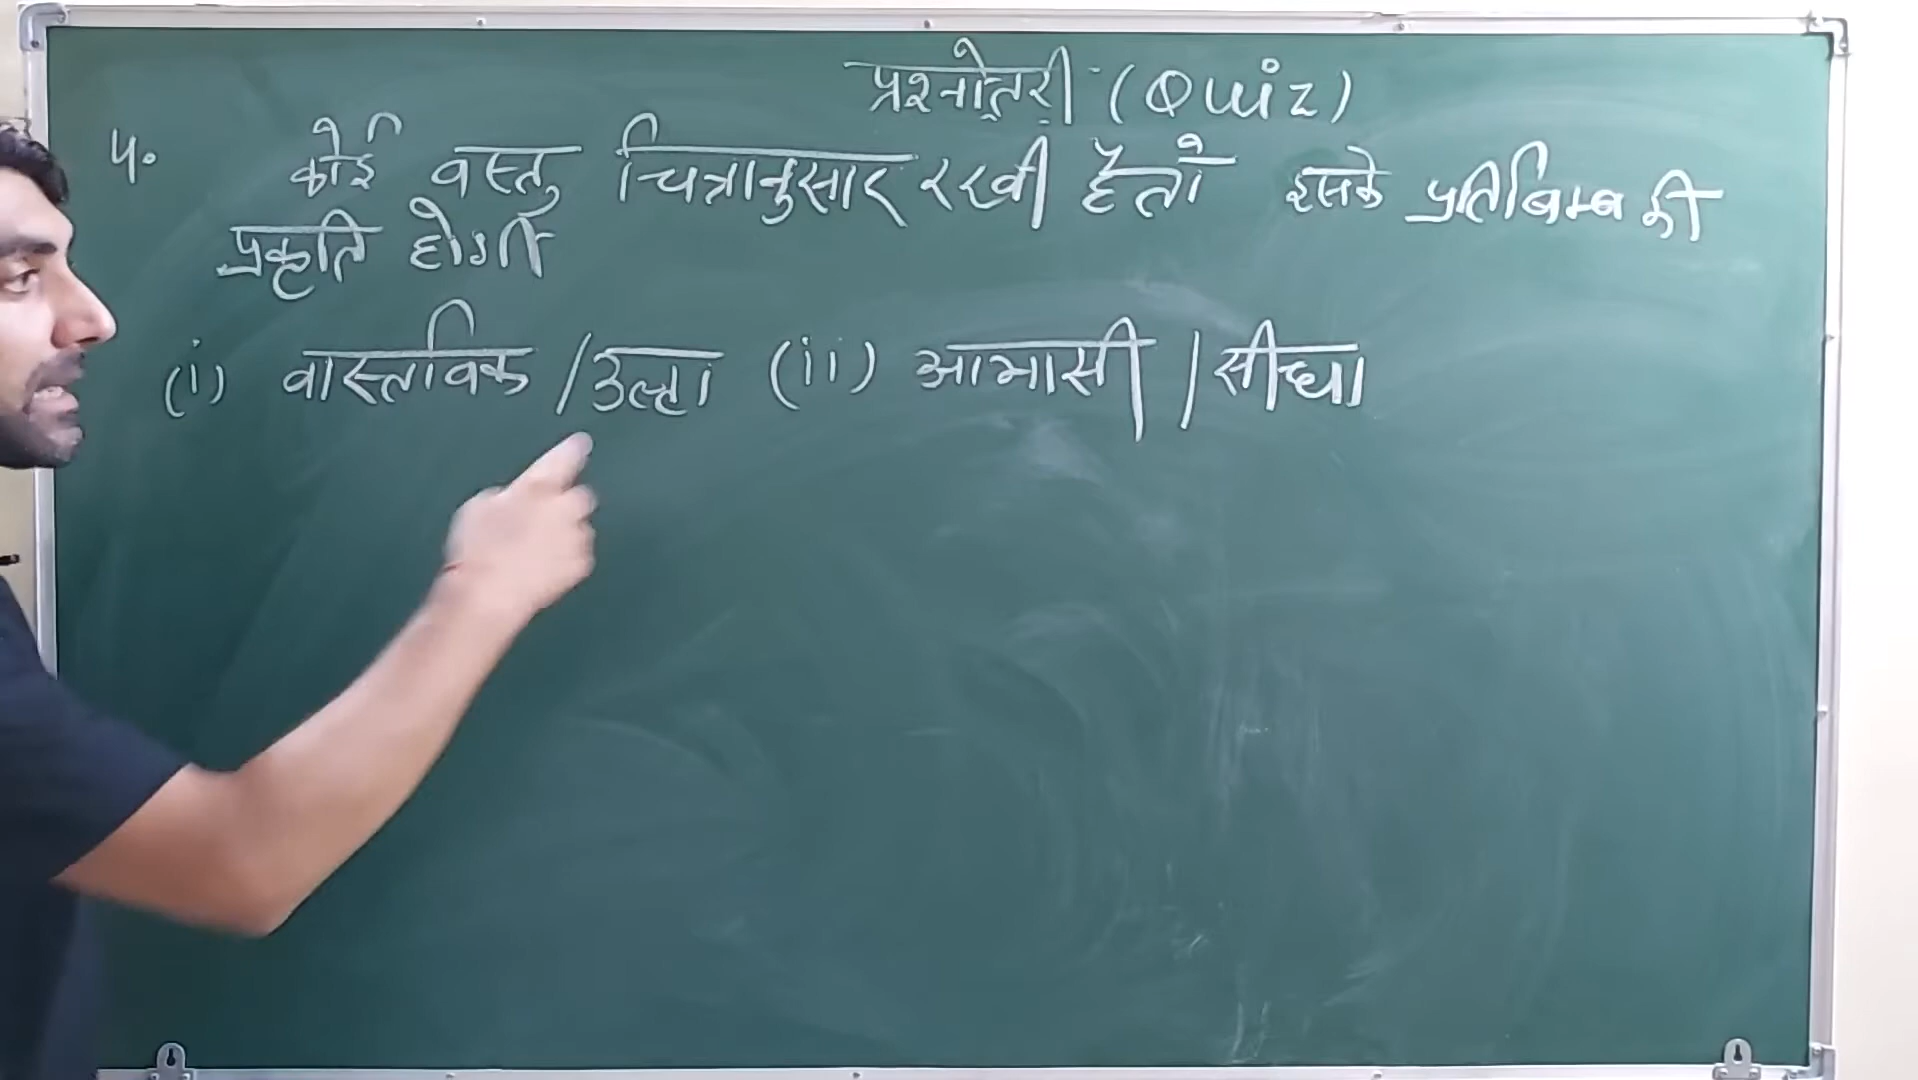 प्रश्नोत्तरी (Quiz)
५. कोई वस्तु चित्रानुसार रखी है तो इसके प्रतिबिम्ब की
प्रकृति होगी
(i) वास्तविक / उल्टा (ii) आभासी / सीधा